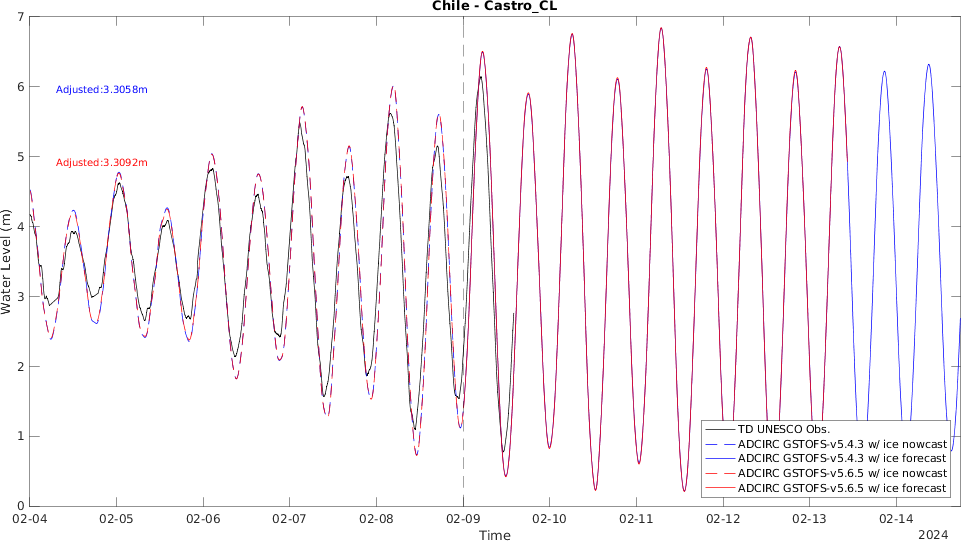 Chile - Castro_CL
7
6
5
4
3
2
1
0
Water Level (m)
Adjusted:3.3058m
Adjusted:3.3092m
TD UNESCO Obs.
ADCIRC GSTOFS-v5.4.3 w/ ice nowcast
ADCIRC GSTOFS-v5.4.3 w/ ice forecast
ADCIRC GSTOFS-v5.6.5 w/ ice nowcast
ADCIRC GSTOFS-v5.6.5 w/ ice forecast
02-04 02-05 02-06 02-07 02-08 02-09 02-10 02-11 02-12 02-13 02-14
Time
2024